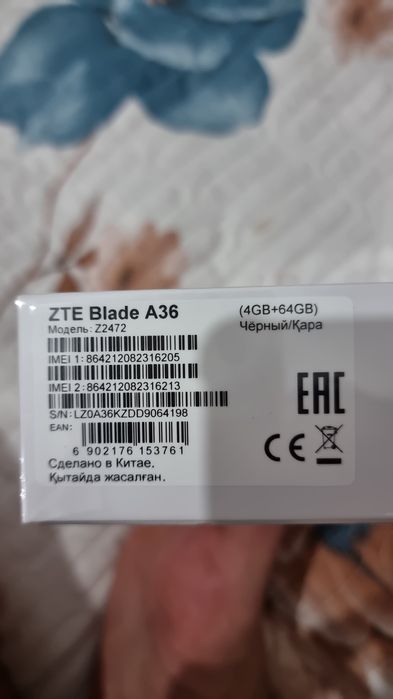 ZTE Blade A36 (4GB+64GB)
Модель: Z2472 Чёрный/Қара
IMEI 1: 864212082316205
IMEI 2: 864212082316213
S/N: LZ0A36KZDD9064198
EAN:
6 902176 153761
EAC
CE
Сделано в Китае.
Қытайда жасалған.